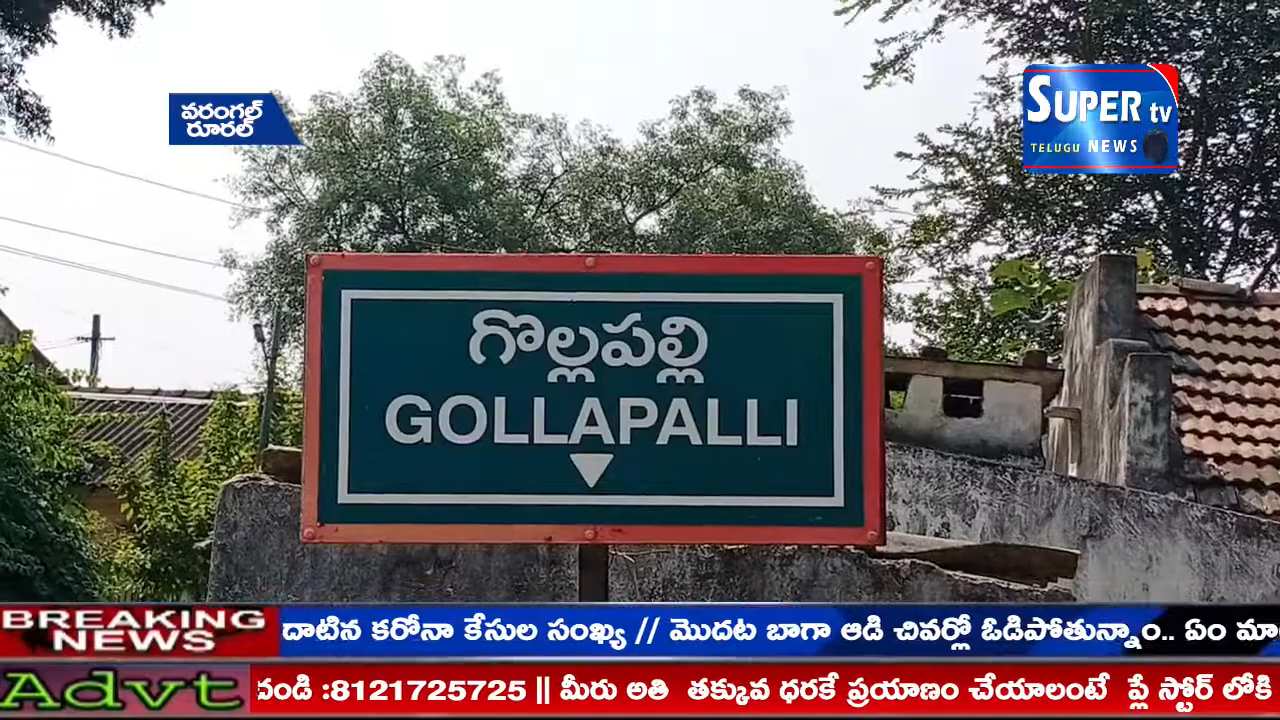 వరంగల్
రూరల్
SUPER tv
TELUGU NEWS
గొల్లపల్లి
GOLLAPALLI
BREAKING
NEWS
దాటిన కరోనా కేసుల సంఖ్య // మొదట బాగా ఆడి చివర్లో ఓడిపోతున్నాం.. ఏం
Advt
:8121725725 || మీరు అతి తక్కువ ధరకే ప్రయాణం చేయాలంటే ప్లే స్టోర్ లోకి